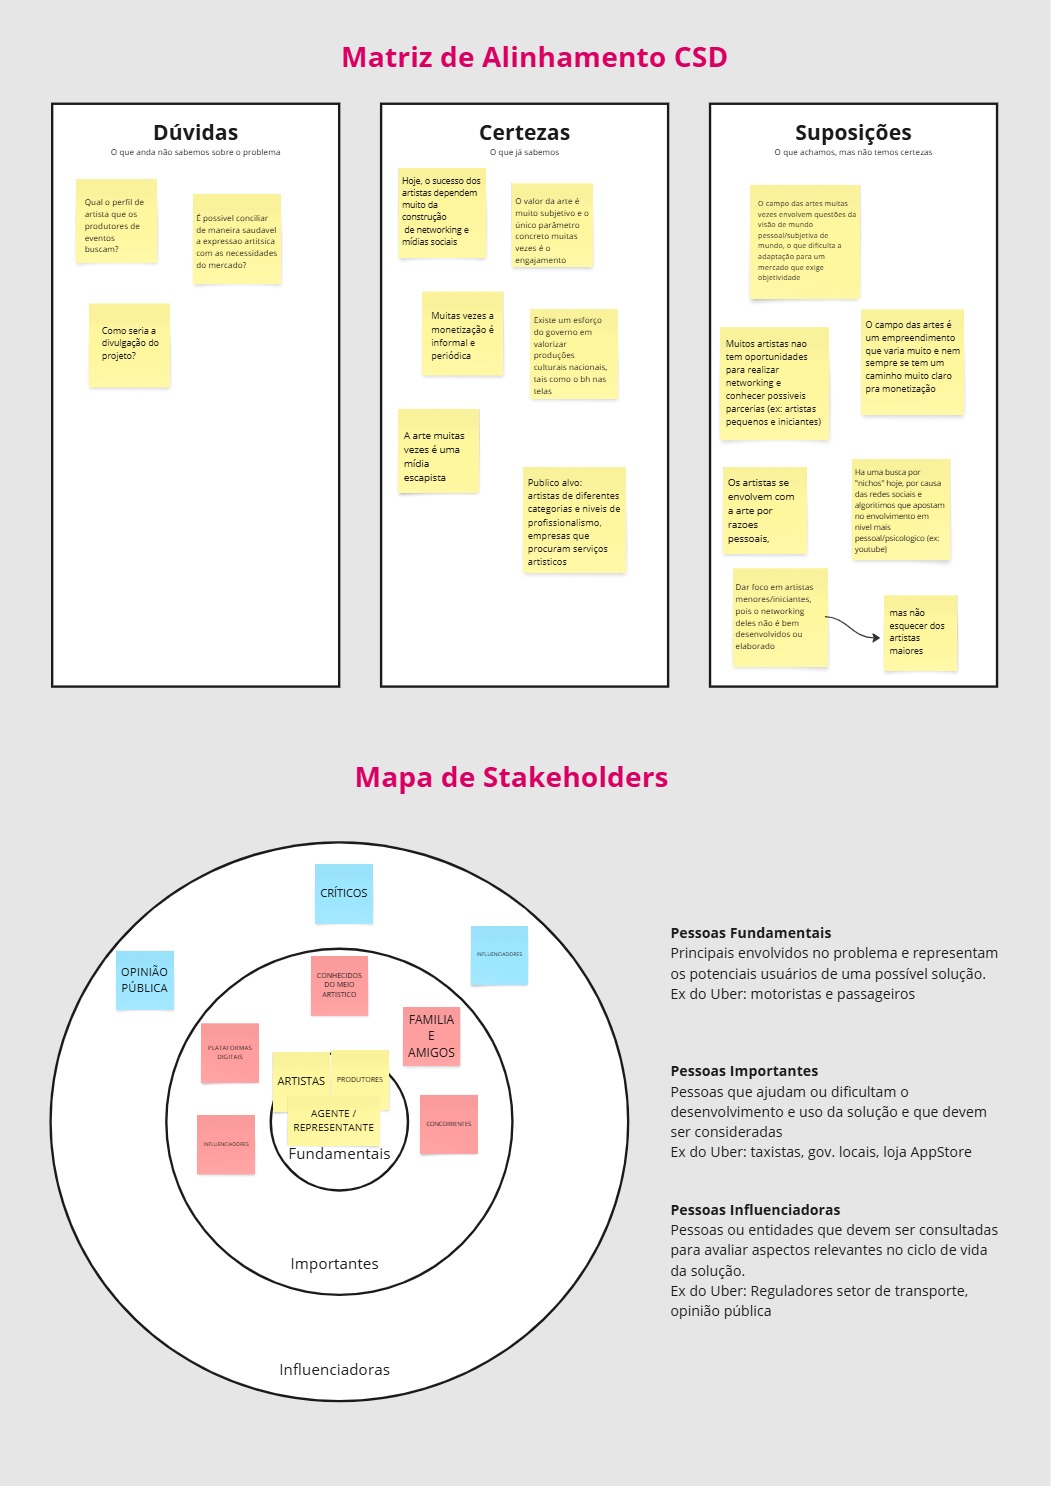 Matriz de Alinhamento CSD
Dúvidas
O que anda não sabemos sobre o problema
Qual o perfil de
artista que os
produtores de
eventos
buscam?
É possivel conciliar
de maneira saudavel
a expressao artitsica
com as necessidades
do mercado?
Como seria a
divulgação do
projeto?
Certezas
O que já sabemos
Hoje, o sucesso dos
artistas dependem
muito da
construção
de networking e
mídias sociais
O valor da arte é
muito subjetivo e o
único parâmetro
concreto muitas
vezes é o
engajamento
Muitas vezes a
monetização é
informal e
periódica
Existe um esforço
do governo em
valorizar
produções
culturais nacionais,
tais como o bh nas
telas
A arte muitas
vezes é uma
mídia
escapista
Publico alvo:
artistas de diferentes
categorias e niveis de
profissionalismo,
empresas que
procuram serviços
artisticos
Suposições
O que achamos, mas não temos certezas
O campo das artes muitas
vezes envolvem questões da
visão de mundo
pessoal/subjetiva de
mundo, o que dificulta a
adaptação para um
mercado que exige
objetividade
Muitos artistas nao
tem oportunidades
para realizar
networking e
conhecer possiveis
parcerias (ex: artistas
pequenos e iniciantes)
O campo das artes é
um empreendimento
que varia muito e nem
sempre se tem um
caminho muito claro
pra monetização
Os artistas se
envolvem com
a arte por
razoes
pessoais,
Ha uma busca por
"nichos" hoje, por causa
das redes sociais e
algoritimos que apostam
no envolvimento em
nivel mais
pessoal/psicologico (ex:
youtube)
Dar foco em artistas
menores/iniciantes,
pois o networking
deles não é bem
desenvolvidos ou
elaborado
mas não
esquecer dos
artistas
maiores
Mapa de Stakeholders
CRÍTICOS
OPINIÃO
PÚBLICA
INFLUENCIADORES
CONHECIDOS
DO MEIO
ARTISTICO
PLATAFORMAS
DIGITAIS
FAMILIA
E
AMIGOS
ARTISTAS
PRODUTORES
AGENTE /
REPRESENTANTE
INFLUENCIADORES
CONCORRENTES
Fundamentais
Importantes
Influenciadoras
Pessoas Fundamentais
Principais envolvidos no problema e representam
os potenciais usuários de uma possível solução.
Ex do Uber: motoristas e passageiros
Pessoas Importantes
Pessoas que ajudam ou dificultam o
desenvolvimento e uso da solução e que devem
ser consideradas
Ex do Uber: taxistas, gov. locais, loja AppStore
Pessoas Influenciadoras
Pessoas ou entidades que devem ser consultadas
para avaliar aspectos relevantes no ciclo de vida
da solução.
Ex do Uber: Reguladores setor de transporte,
opinião pública